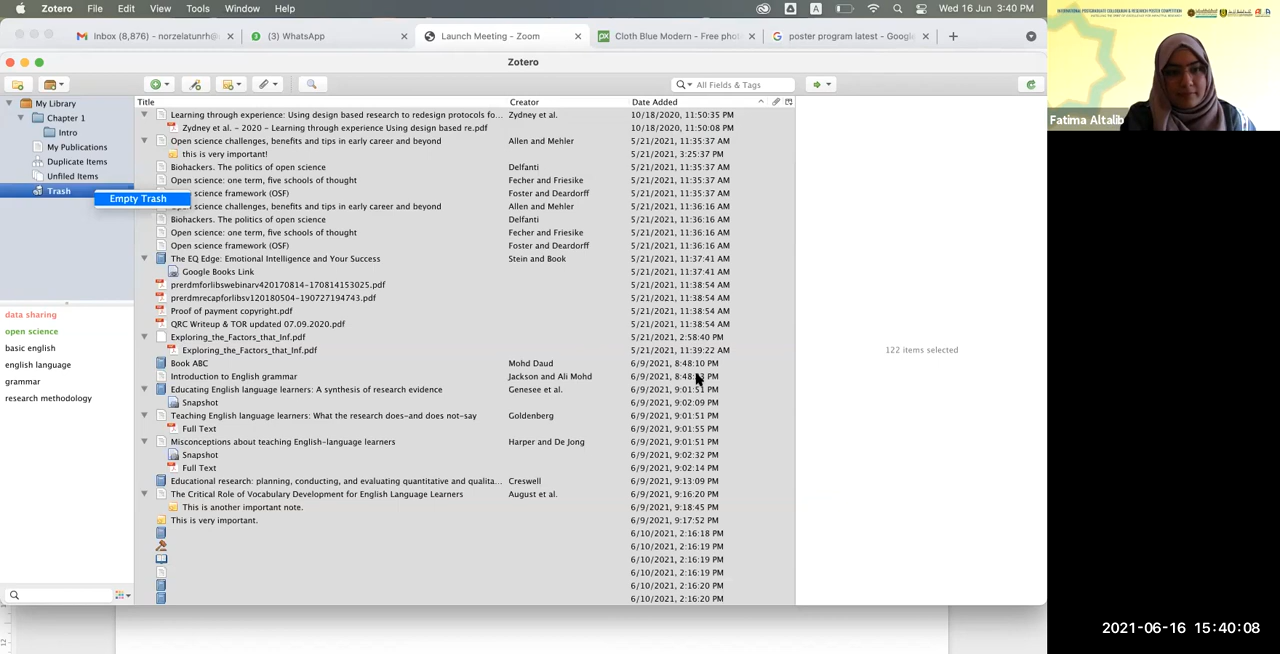 Zotero File Edit View Tools Window Help A Wed 16 Jun 3:40 PM
Inbox (8,876) - norzelatunrh@ (3) WhatsApp Launch Meeting - Zoom Cloth Blue Modern - Free phot poster program latest - Google
Zotero
All Fields & Tags
Title Creator Date Added
My Library
Chapter 1
Intro
My Publications
Duplicate Items
Unfiled Items
Trash
Empty Trash
Learning through experience: Using design based research to redesign protocols fo... Zydney et al. 10/18/2020, 11:50:35 PM
Zydney et al. - 2020 - Learning through experience Using design based re.pdf 10/18/2020, 11:50:08 PM
Open science challenges, benefits and tips in early career and beyond Allen and Mehler 5/21/2021, 11:35:37 AM
this is very important! 5/21/2021, 3:25:37 PM
Biohackers. The politics of open science Delfanti 5/21/2021, 11:35:37 AM
Open science: one term, five schools of thought Fecher and Friesike 5/21/2021, 11:35:37 AM
science framework (OSF) Foster and Deardorff 5/21/2021, 11:35:37 AM
science challenges, benefits and tips in early career and beyond Allen and Mehler 5/21/2021, 11:36:16 AM
Biohackers. The politics of open science Delfanti 5/21/2021, 11:36:16 AM
Open science: one term, five schools of thought Fecher and Friesike 5/21/2021, 11:36:16 AM
Open science framework (OSF) Foster and Deardorff 5/21/2021, 11:36:16 AM
The EQ Edge: Emotional Intelligence and Your Success Stein and Book 5/21/2021, 11:37:41 AM
Google Books Link 5/21/2021, 11:37:41 AM
prerdmforlibswebinarv420170814-170814153025.pdf 5/21/2021, 11:38:54 AM
prerdmrecapforlibsv120180504-190727194743.pdf 5/21/2021, 11:38:54 AM
Proof of payment copyright.pdf 5/21/2021, 11:38:54 AM
QRC Writeup & TOR updated 07.09.2020.pdf 5/21/2021, 11:38:54 AM
Exploring_the_Factors_that_Inf.pdf 5/21/2021, 2:58:40 PM
Exploring_the_Factors_that_Inf.pdf 5/21/2021, 11:39:22 AM
Book ABC Mohd Daud 6/9/2021, 8:48:10 PM
Introduction to English grammar Jackson and Ali Mohd 6/9/2021, PM
Educating English language learners: A synthesis of research evidence Genesee et al. 6/9/2021, 9:01:51 PM
Snapshot 6/9/2021, 9:02:09 PM
Teaching English language learners: What the research does-and does not-say Goldenberg 6/9/2021, 9:01:51 PM
Full Text 6/9/2021, 9:01:55 PM
Misconceptions about teaching English-language learners Harper and De Jong 6/9/2021, 9:01:51 PM
Snapshot 6/9/2021, 9:02:32 PM
Full Text 6/9/2021, 9:02:14 PM
Educational research: planning, conducting, and evaluating quantitative and qualita... Creswell 6/9/2021, 9:13:09 PM
The Critical Role of Vocabulary Development for English Language Learners August et al. 6/9/2021, 9:16:20 PM
This is another important note. 6/9/2021, 9:18:45 PM
This is very important. 6/9/2021, 9:17:52 PM
6/10/2021, 2:16:18 PM
6/10/2021, 2:16:19 PM
6/10/2021, 2:16:19 PM
6/10/2021, 2:16:19 PM
6/10/2021, 2:16:20 PM
6/10/2021, 2:16:20 PM
data sharing
open science
basic english
english language
grammar
research methodology
122 items selected
INTERNATIONAL POSTGRADUATE COLLOQUIUM & RESEARCH POSTER COMPETITION
Fatima Altalib
2021-06-16 15:40:08